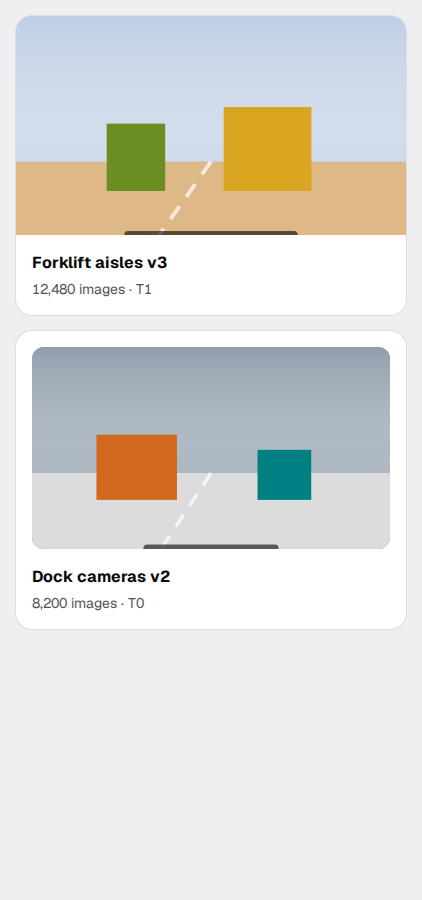 Forklift aisles v3
12,480 images · T1
Dock cameras v2
8,200 images · T0